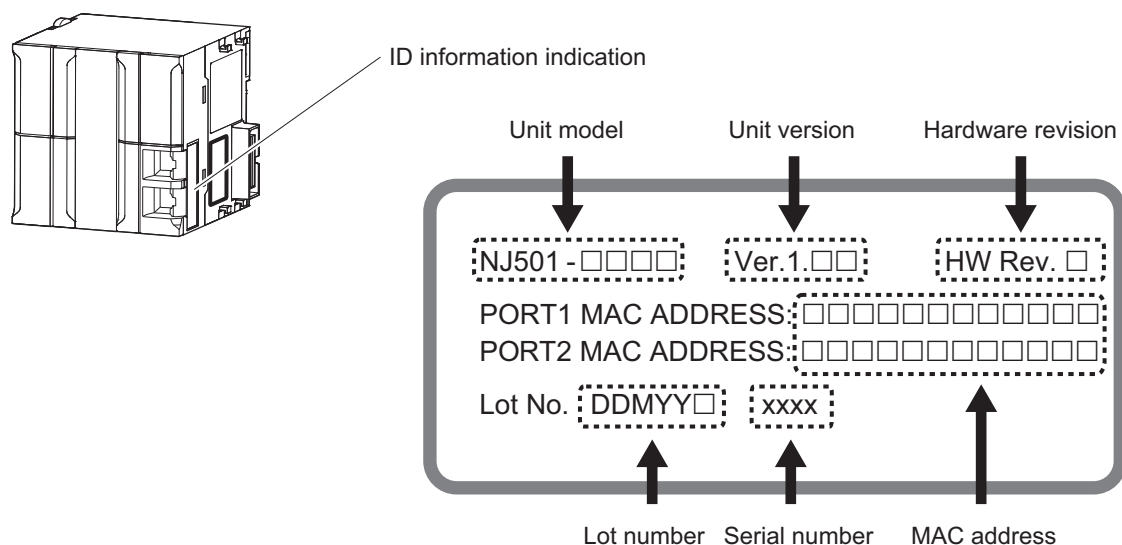 ID information indication
Unit model Unit version Hardware revision
NJ501 - □□□□ Ver.1.□□ HW Rev. □
PORT1 MAC ADDRESS: □□□□□□□□□□□□
PORT2 MAC ADDRESS: □□□□□□□□□□□□
Lot No. DDMYY□ xxxx
Lot number Serial number MAC address